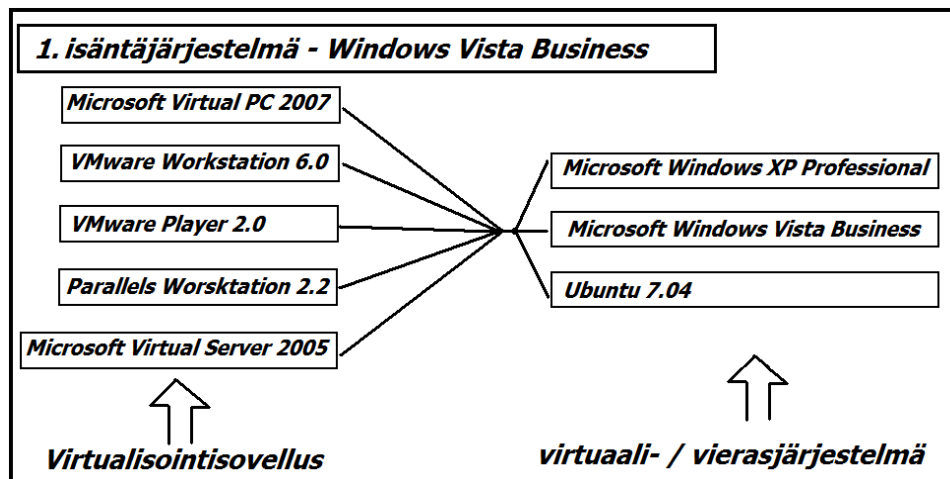 1. isäntäjärjestelmä - Windows Vista Business
Microsoft Virtual PC 2007
VMware Workstation 6.0
VMware Player 2.0
Parallels Worsktation 2.2
Microsoft Virtual Server 2005
Virtualisointisovellus
Microsoft Windows XP Professional
Microsoft Windows Vista Business
Ubuntu 7.04
virtuaali- / vierasjärjestelmä